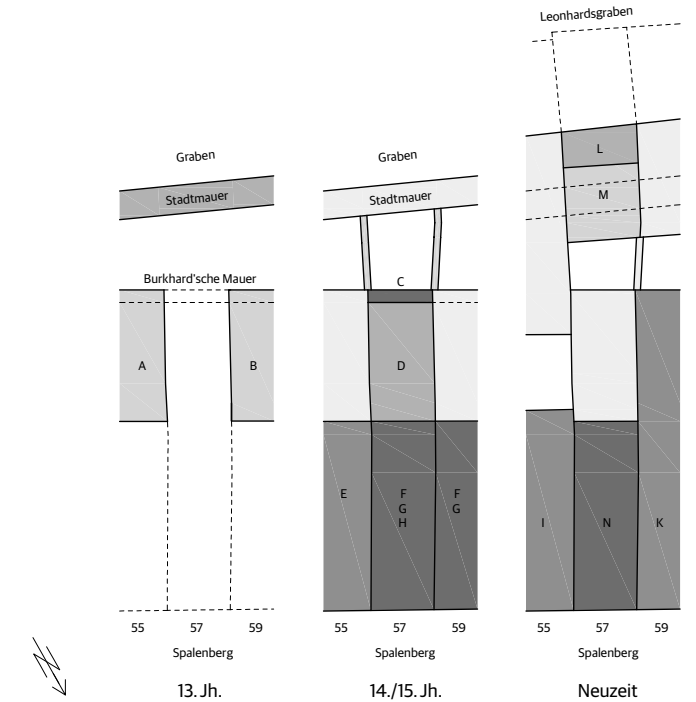 Leonhardsgraben
L
M
Graben
Stadtmauer
Graben
Stadtmauer
Burkhard'sche Mauer
C
A
B
D
E
F
G
H
F
G
I
N
K
55
57
59
55
57
59
55
57
59
Spalenberg
Spalenberg
Spalenberg
13. Jh.
14./15. Jh.
Neuzeit